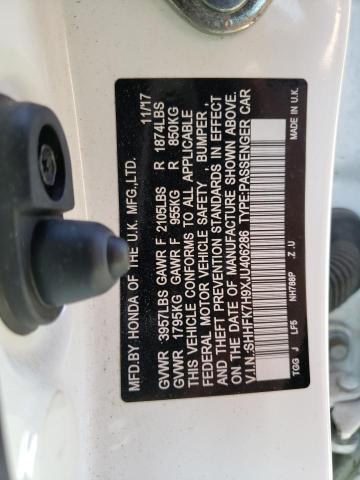 MFD.BY HONDA OF THE U.K. MFG.,LTD. 11/17
GVWR 3957LBS GAWR F 2105LBS R 1874LBS
GVWR 1795KG GAWR F 955KG R 850KG
THIS VEHICLE CONFORMS TO ALL APPLICABLE
FEDERAL MOTOR VEHICLE SAFETY , BUMPER ,
AND THEFT PREVENTION STANDARDS IN EFFECT
ON THE DATE OF MANUFACTURE SHOWN ABOVE.
V.I.N.:SHHFK7H9XJU406286 TYPE:PASSENGER CAR
TGG J LF5 NH788P .Z .U MADE IN U.K.